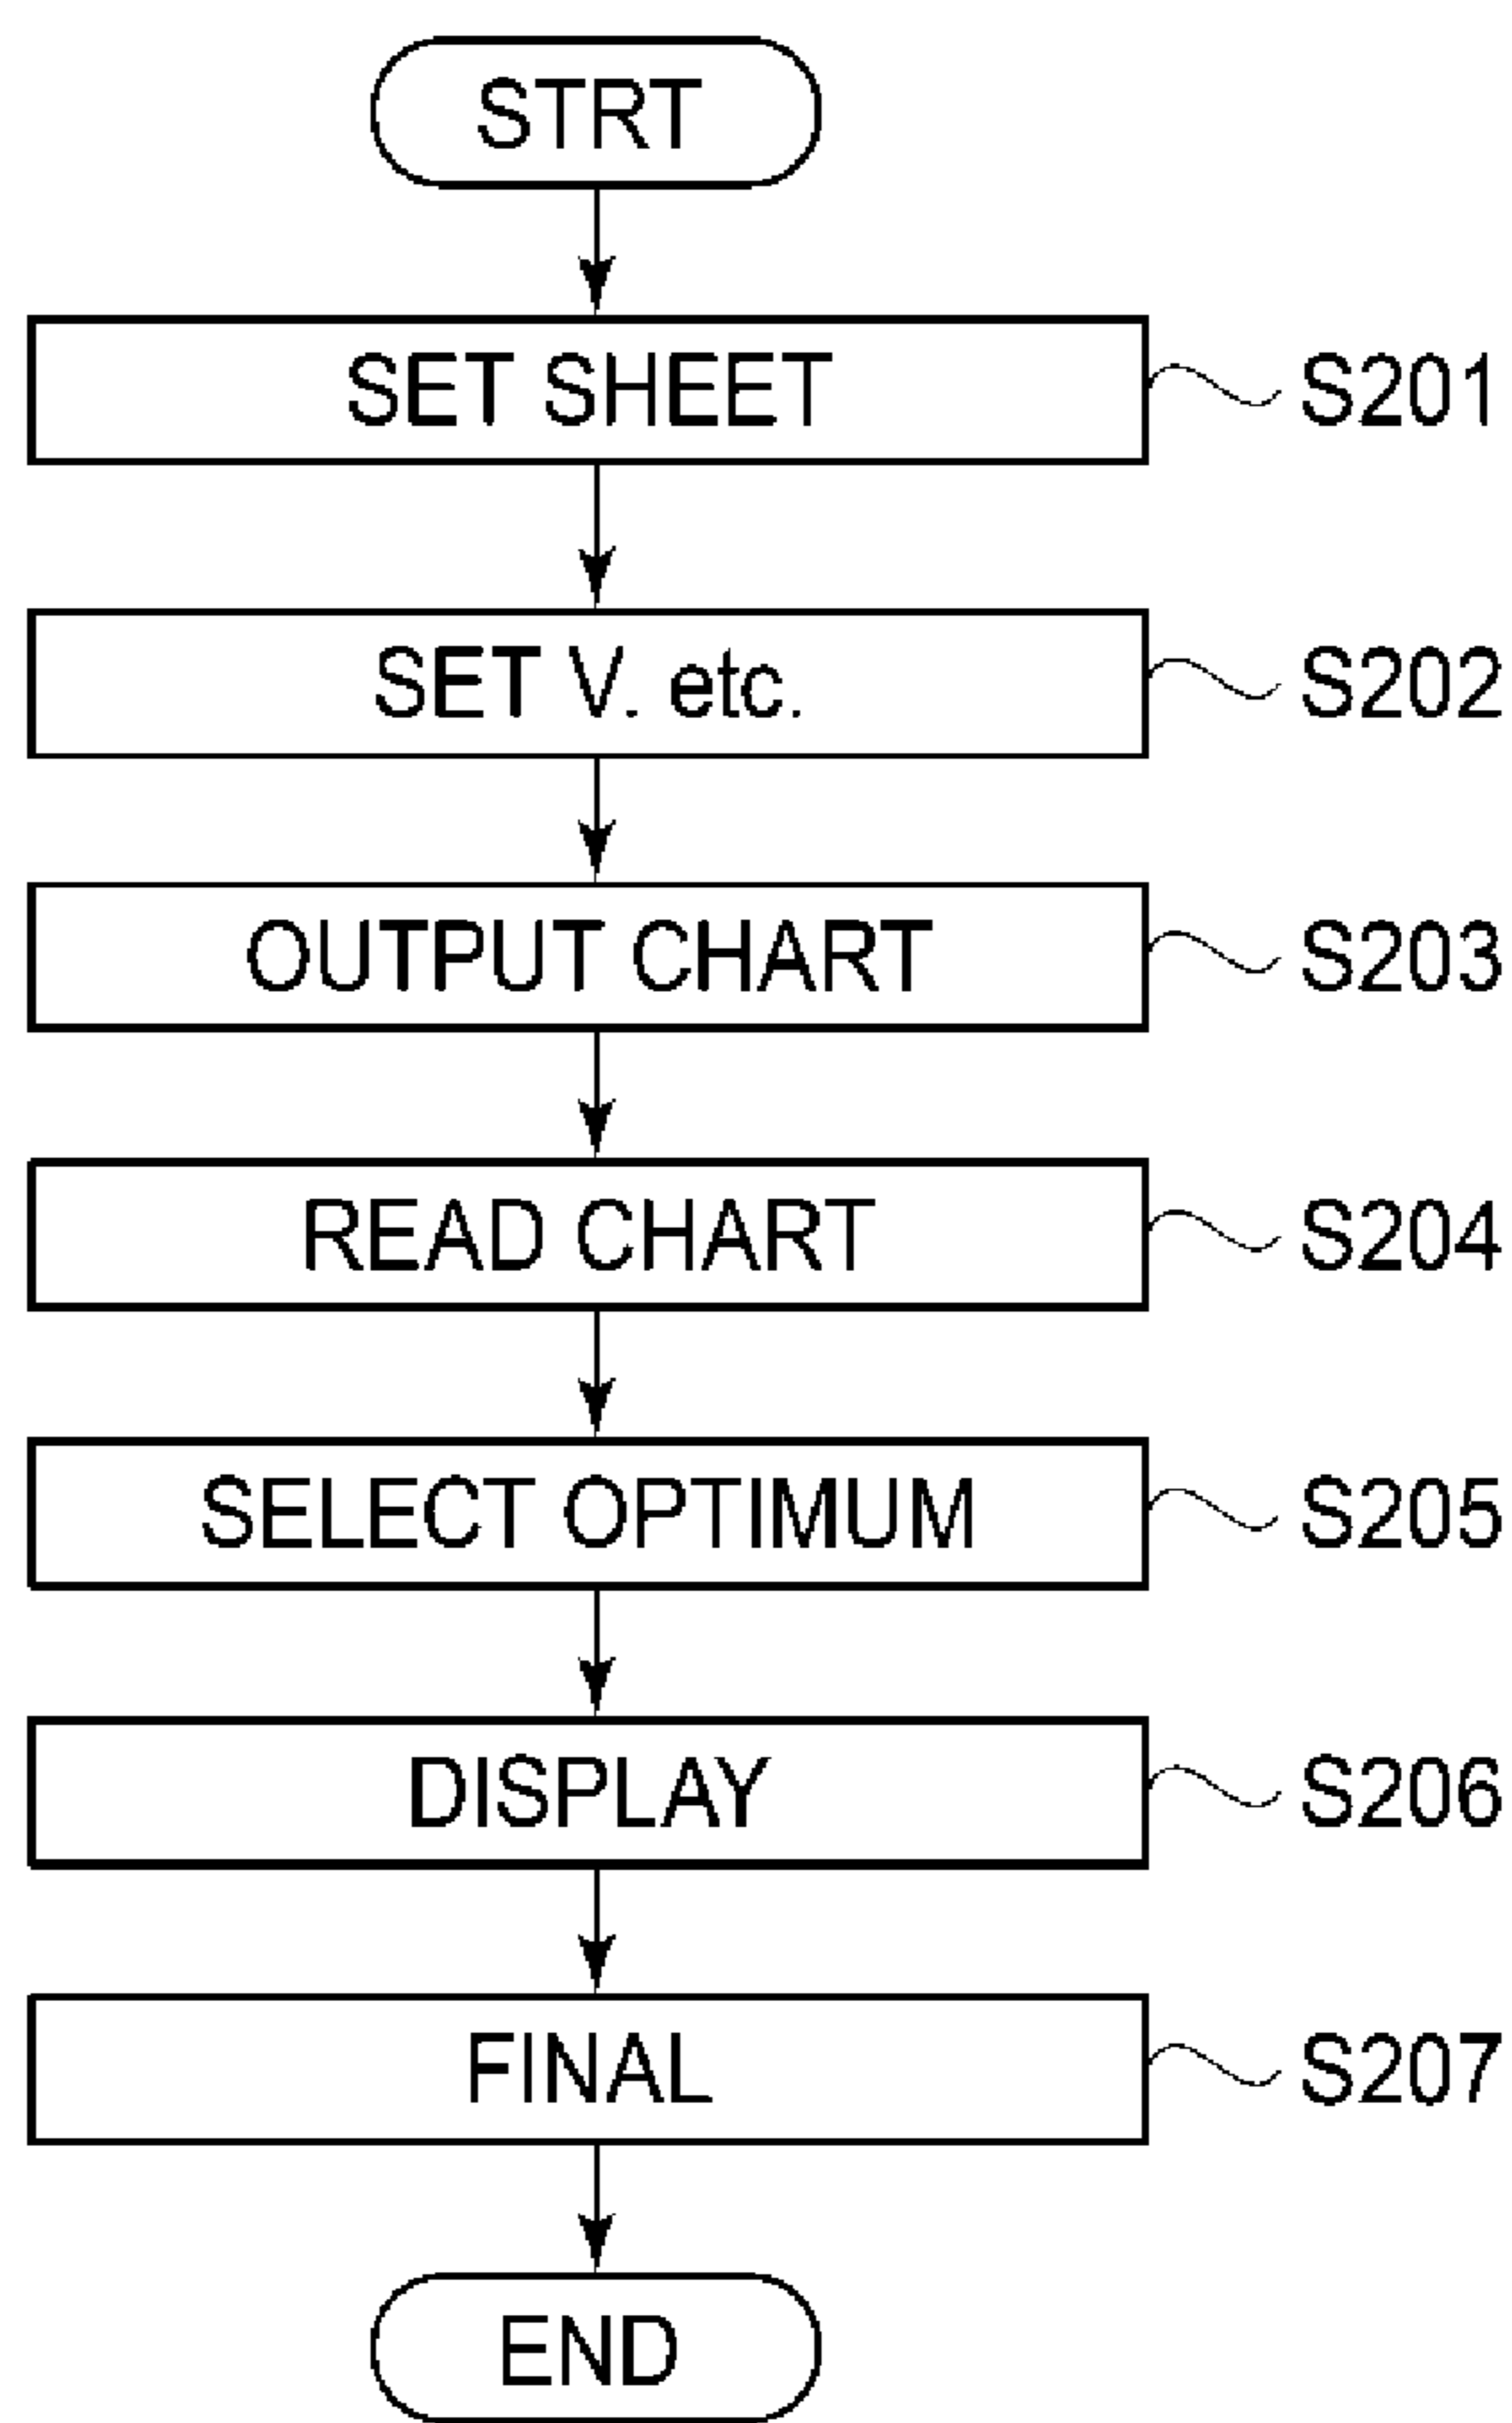 STRT
SET SHEET S201
SET V. etc. S202
OUTPUT CHART S203
READ CHART S204
SELECT OPTIMUM S205
DISPLAY S206
FINAL S207
END